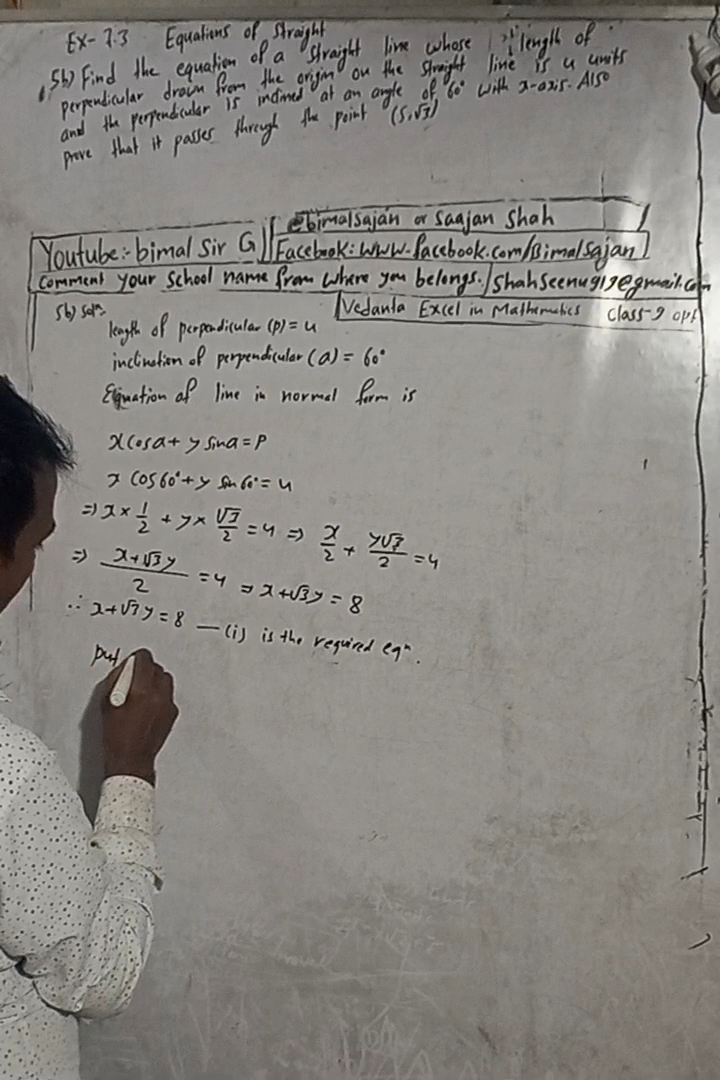 Ex- 7.3 Equations of Straight
5b) Find the equation of a straight line whose length of
perpendicular drawn from the origin on the straight line is 4 units
and the perpendicular is inclined at an angle of 60° with x-axis. Also
prove that it passes through the point (5,√3)
@bimalsajan or Saajan Shah
Youtube:- bimal Sir G Facebook: www.facebook.com/Bimalsajan
Comment your School name from where you belongs. / Shahseenu919@gmail.com
Vedanta Excel in Mathematics Class-9 opt
5b) Solⁿ:-
length of perpendicular (p) = 4
inclination of perpendicular (a) = 60°
Equation of line in normal form is
x cosa + y sina = P
x cos60° + y sin 60° = 4
=> x × 1/2 + y × √3/2 = 4 => x/2 + y√3/2 = 4
=> x+√3y/2 = 4 => x+√3y = 8
∴ x+√3y = 8 — (i) is the required eqⁿ.
put